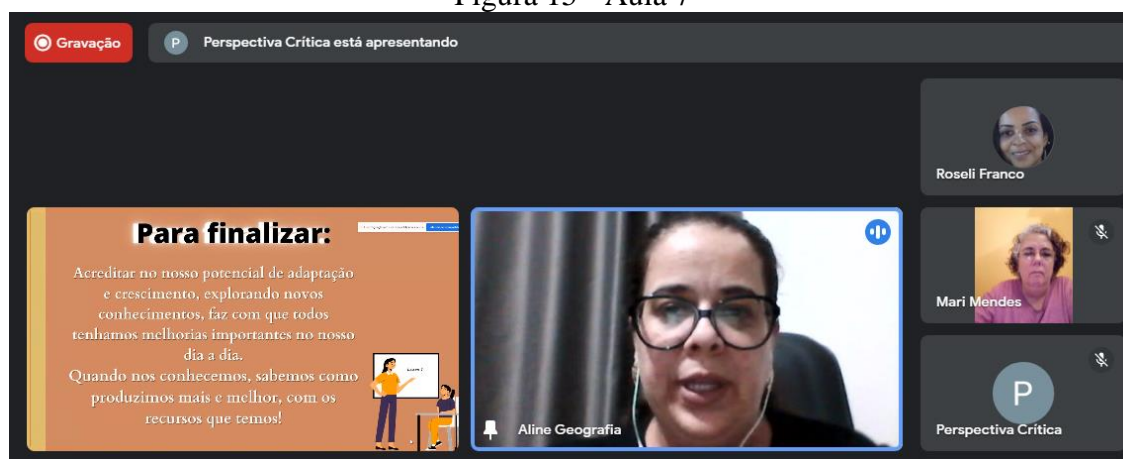 Figura 15 - Aula 7
Gravação
P
Perspectiva Crítica está apresentando
Roseli Franco
Para finalizar:
Acreditar no nosso potencial de adaptação
e crescimento, explorando novos
conhecimentos, faz com que todos
tenhamos melhorias importantes no nosso
dia a dia.
Quando nos conhecemos, sabemos como
produzimos mais e melhor, com os
recursos que temos!
Aline Geografia
Mari Mendes
P
Perspectiva Crítica